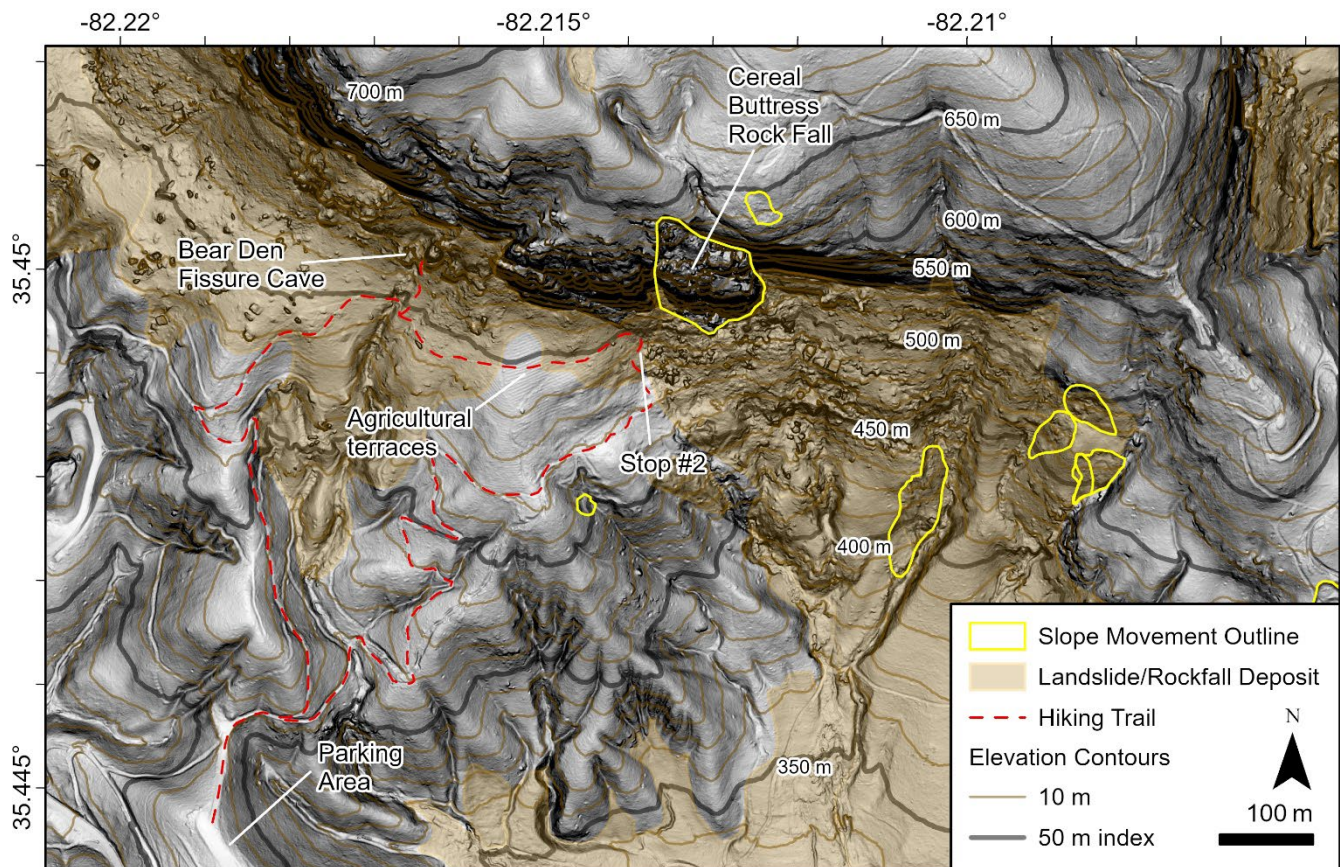 -82.22°
-82.215°
-82.21°
700 m
Cereal
Buttress
Rock Fall
650 m
600 m
Bear Den
Fissure Cave
550 m
35.45°
500 m
Agricultural
terraces
450 m
Stop #2
400 m
Parking
Area
350 m
35.445°
Slope Movement Outline
Landslide/Rockfall Deposit
Hiking Trail
N
Elevation Contours
10 m
50 m index
100 m